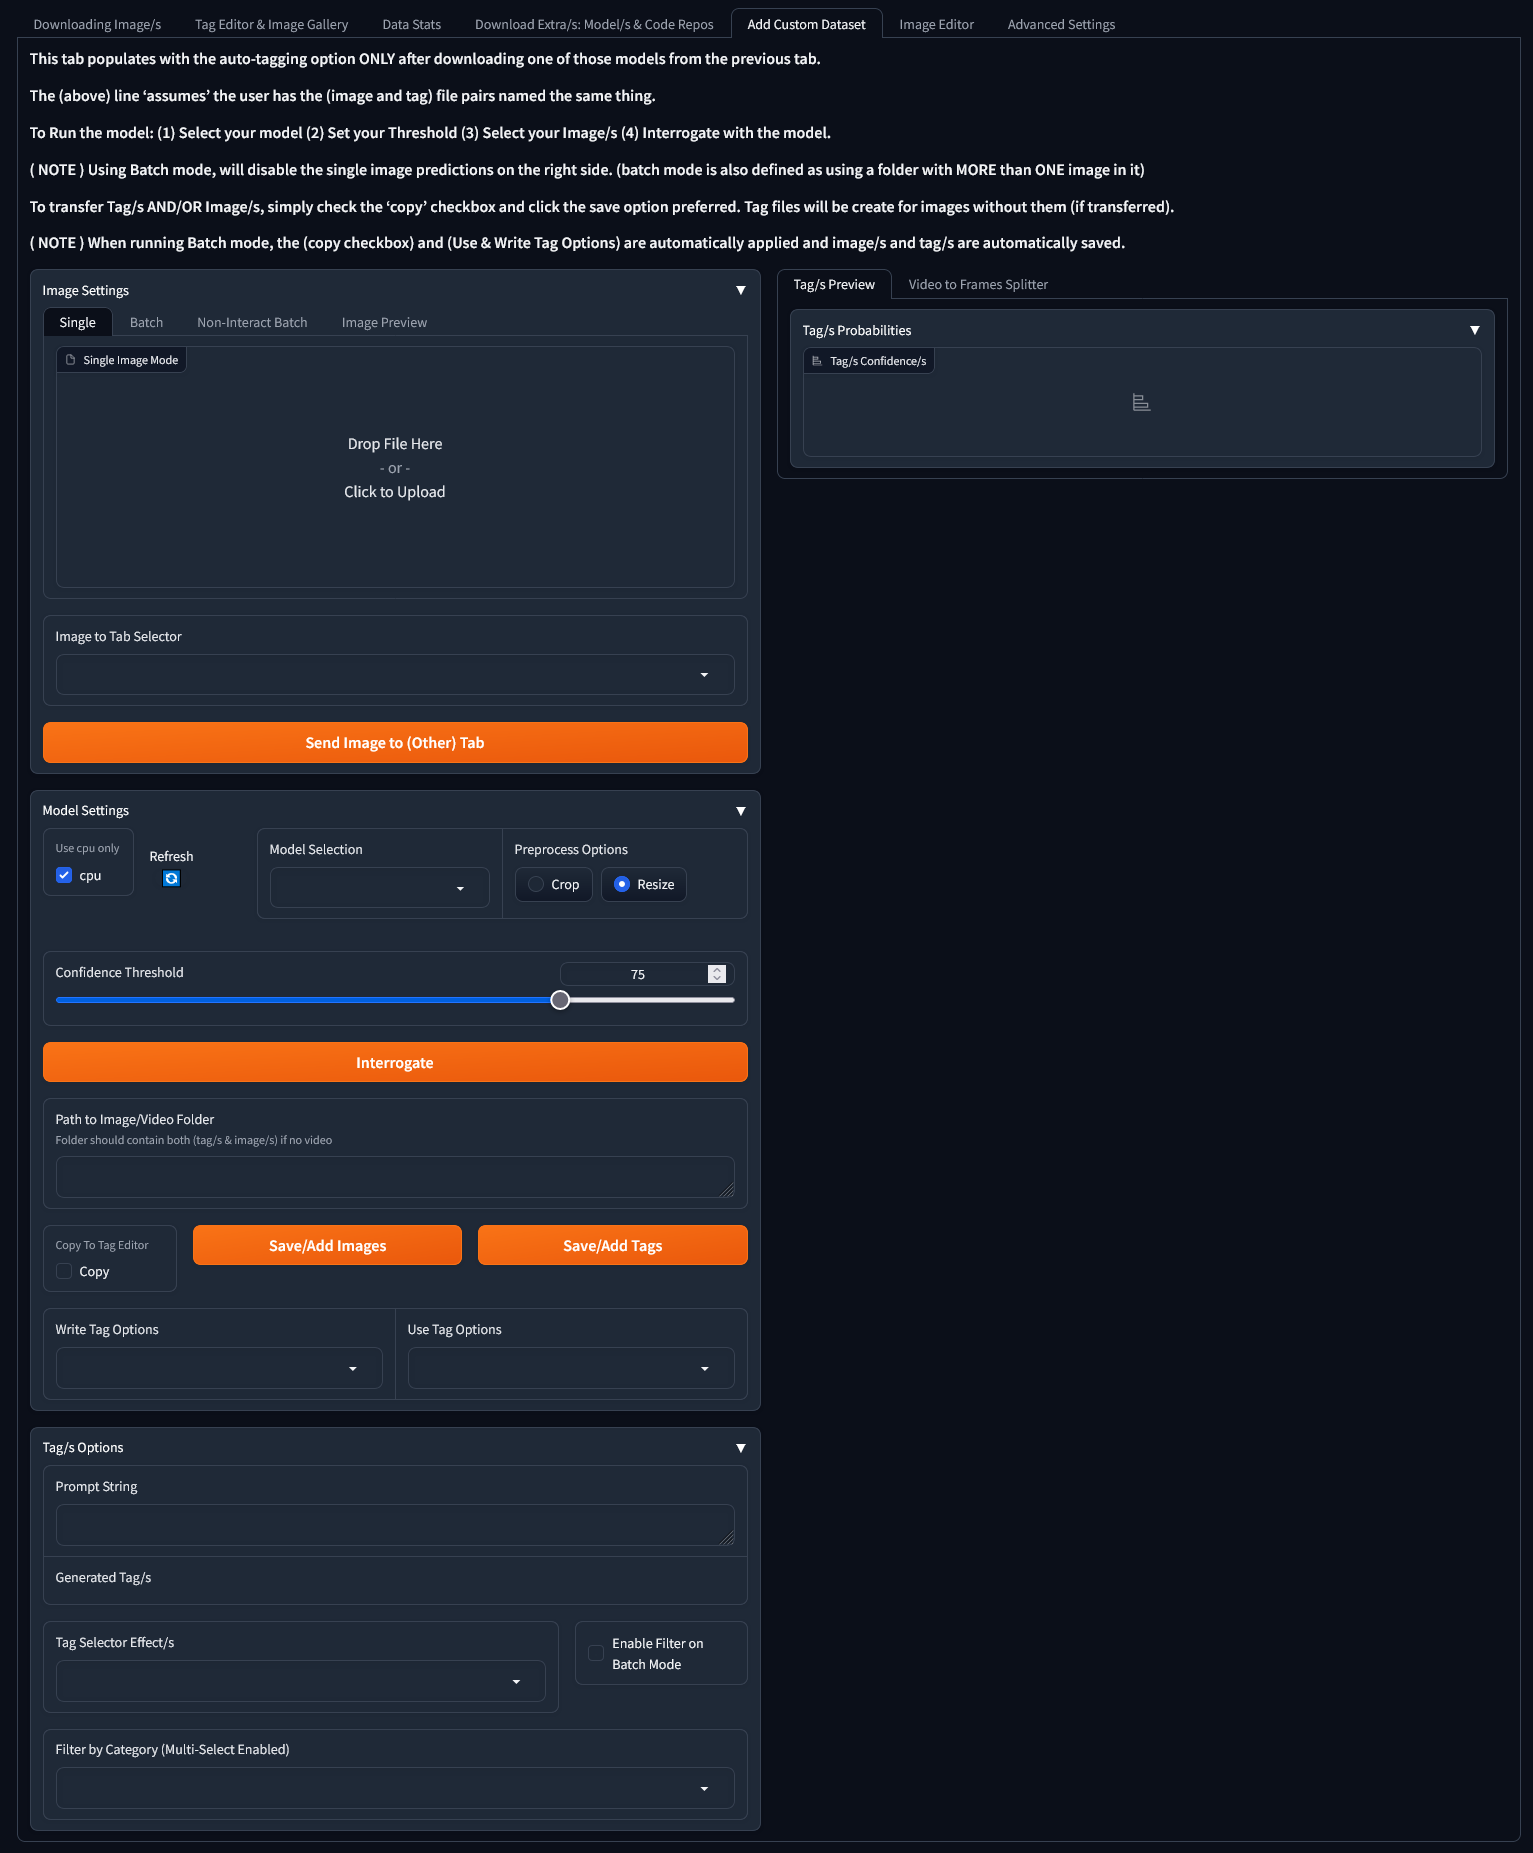 Downloading Image/s
Tag Editor & Image Gallery
Data Stats
Download Extra/s: Model/s & Code Repos
Add Custom Dataset
Image Editor
Advanced Settings
This tab populates with the auto-tagging option ONLY after downloading one of those models from the previous tab.
The (above) line ‘assumes’ the user has the (image and tag) file pairs named the same thing.
To Run the model: (1) Select your model (2) Set your Threshold (3) Select your Image/s (4) Interrogate with the model.
( NOTE ) Using Batch mode, will disable the single image predictions on the right side. (batch mode is also defined as using a folder with MORE than ONE image in it)
To transfer Tag/s AND/OR Image/s, simply check the ‘copy’ checkbox and click the save option preferred. Tag files will be create for images without them (if transferred).
( NOTE ) When running Batch mode, the (copy checkbox) and (Use & Write Tag Options) are automatically applied and image/s and tag/s are automatically saved.
Image Settings
Single
Batch
Non-Interact Batch
Image Preview
Single Image Mode
Drop File Here
- or -
Click to Upload
Image to Tab Selector
Send Image to (Other) Tab
Model Settings
Use cpu only
cpu
Refresh
Model Selection
Preprocess Options
Crop
Resize
Confidence Threshold
75
Interrogate
Path to Image/Video Folder
Folder should contain both (tag/s & image/s) if no video
Copy To Tag Editor
Copy
Save/Add Images
Save/Add Tags
Write Tag Options
Use Tag Options
Tag/s Options
Prompt String
Generated Tag/s
Tag Selector Effect/s
Enable Filter on
Batch Mode
Filter by Category (Multi-Select Enabled)
Tag/s Preview
Video to Frames Splitter
Tag/s Probabilities
Tag/s Confidence/s